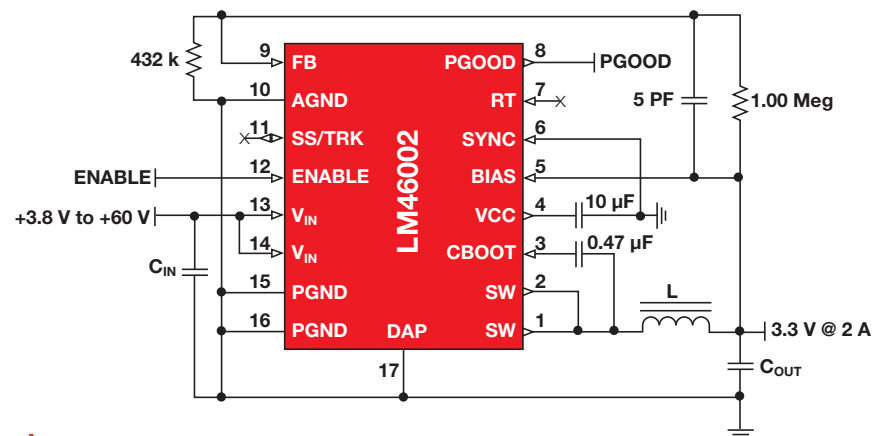 432 k
9
FB
PGOOD
8
PGOOD
10
AGND
RT
7
5 PF
1.00 Meg
11
SS/TRK
SYNC
6
ENABLE
12
ENABLE
BIAS
5
+3.8 V to +60 V
13
VIN
VCC
4
10 µF
14
VIN
CBOOT
3
0.47 µF
CIN
15
PGND
SW
2
L
16
PGND
DAP
SW
1
3.3 V @ 2 A
17
COUT
LM46002